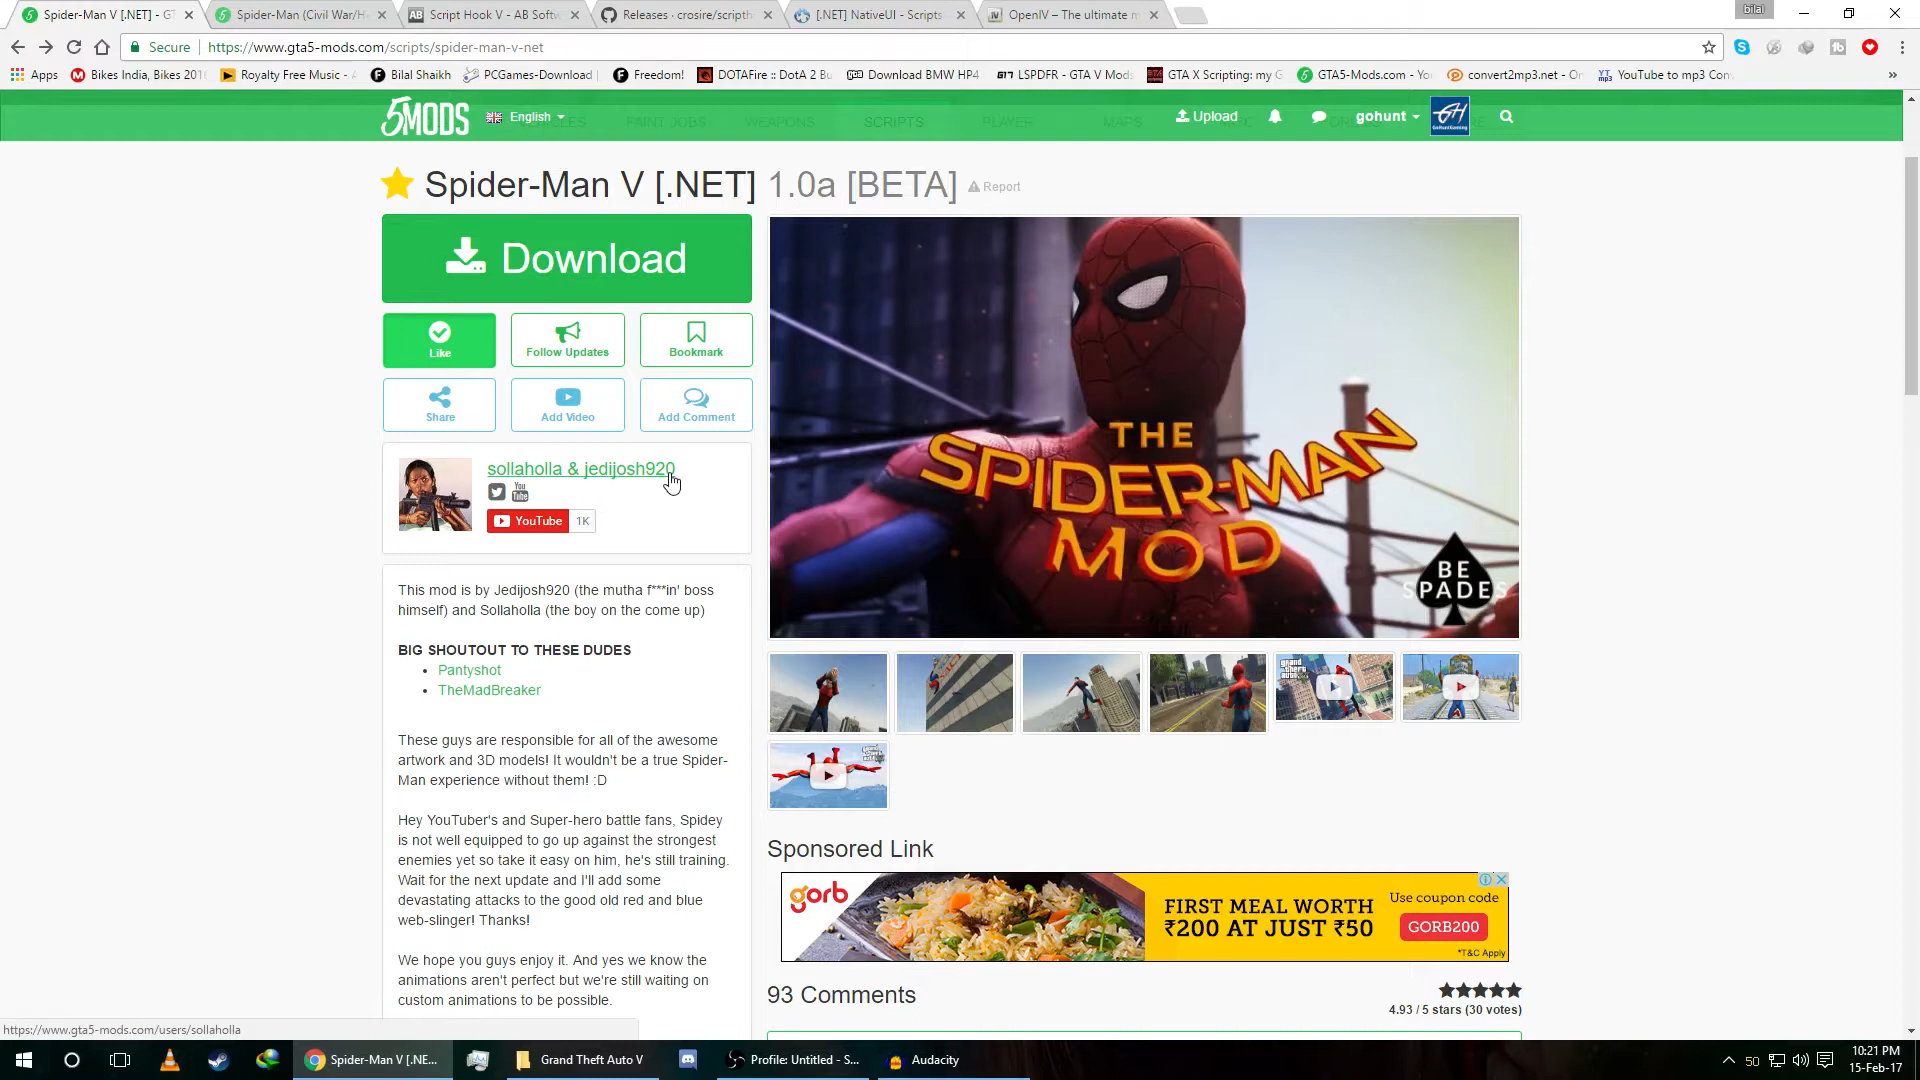 Spider-Man V [.NET] - GT
Spider-Man (Civil War/H
Script Hook V - AB Softw
Releases · crosire/scripth
[.NET] NativeUI - Scripts
OpenIV – The ultimate m
bilal
Secure
https://www.gta5-mods.com/scripts/spider-man-v-net
Apps
Bikes India, Bikes 201
Royalty Free Music -
Bilal Shaikh
PCGames-Download
Freedom!
DOTAFire :: DotA 2 Bu
Download BMW HP4
LSPDFR - GTA V Mods
GTA X Scripting: my G
GTA5-Mods.com - Yo
convert2mp3.net - On
YouTube to mp3 Con
5MODS
English
VEHICLES
PAINT JOBS
WEAPONS
SCRIPTS
PLAYER
MAPS
Upload
gohunt
Spider-Man V [.NET] 1.0a [BETA]
Report
Download
Like
Follow Updates
Bookmark
Share
Add Video
Add Comment
sollaholla & jedijosh920
You
Tube
YouTube
1K
This mod is by Jedijosh920 (the mutha f***in' boss
himself) and Sollaholla (the boy on the come up)
BIG SHOUTOUT TO THESE DUDES
Pantyshot
TheMadBreaker
These guys are responsible for all of the awesome
artwork and 3D models! It wouldn't be a true Spider-
Man experience without them! :D
Hey YouTuber's and Super-hero battle fans, Spidey
is not well equipped to go up against the strongest
enemies yet so take it easy on him, he's still training.
Wait for the next update and I'll add some
devastating attacks to the good old red and blue
web-slinger! Thanks!
We hope you guys enjoy it. And yes we know the
animations aren't perfect but we're still waiting on
custom animations to be possible.
THE
SPIDER-MAN
MOD
BE
SPADES
Sponsored Link
gorb
FIRST MEAL WORTH
₹200 AT JUST ₹50
Use coupon code
GORB200
*T&C Apply
93 Comments
4.93 / 5 stars (30 votes)
https://www.gta5-mods.com/users/sollaholla
Spider-Man V [.NE...
Grand Theft Auto V
Profile: Untitled - S...
Audacity
50
10:21 PM
15-Feb-17